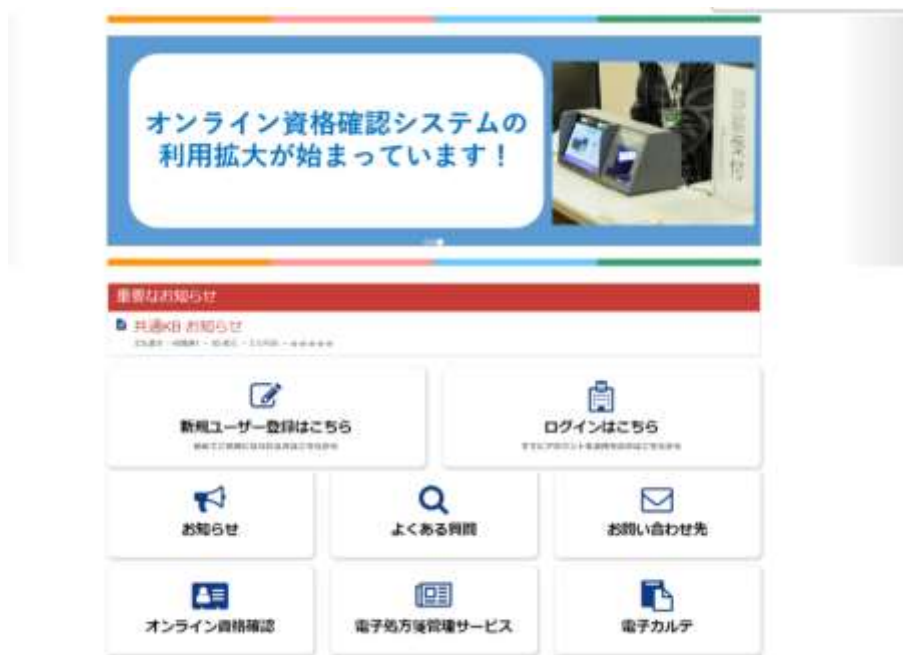 オンライン資格確認システムの
利用拡大が始まっています！
重要なお知らせ
共通KB お知らせ
新規ユーザー登録はこちら
ログインはこちら
お知らせ
よくある質問
お問い合わせ先
オンライン資格確認
電子処方箋管理サービス
電子カルテ